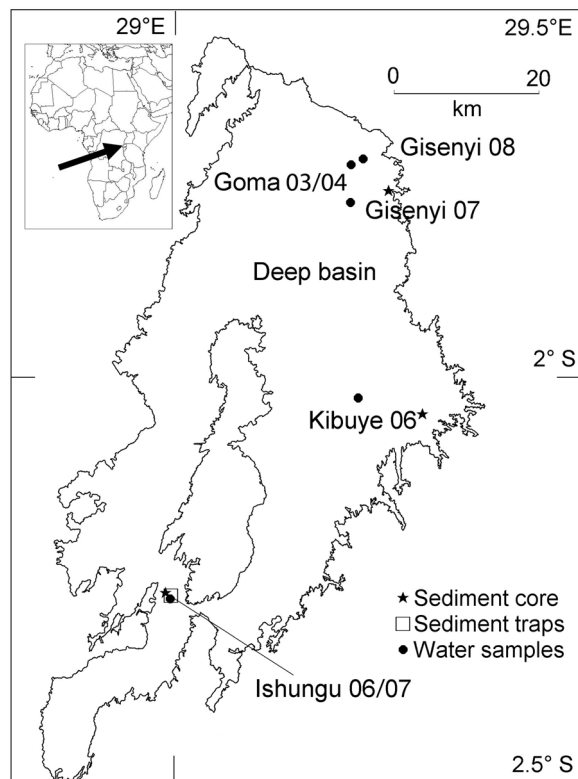 29°E
29.5°E
0 20
km
Gisenyi 08
Goma 03/04
Gisenyi 07
Deep basin
2° S
Kibuye 06
Sediment core
Sediment traps
Water samples
Ishungu 06/07
2.5° S